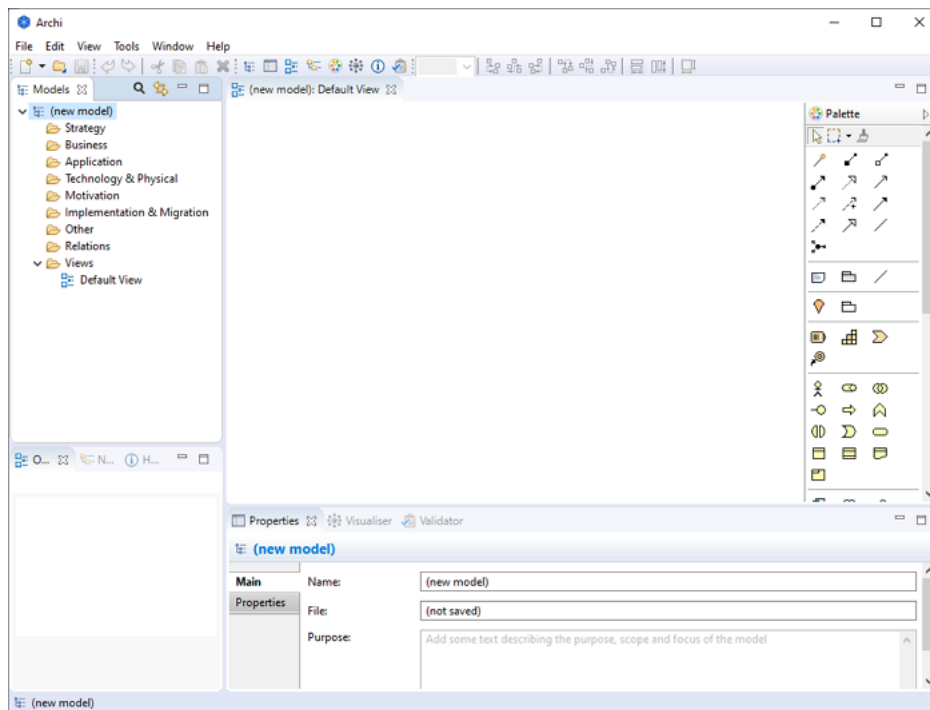 Archi
File Edit View Tools Window Help
Models
(new model): Default View
(new model)
Strategy
Business
Application
Technology & Physical
Motivation
Implementation & Migration
Other
Relations
Views
Default View
Palette
O... N... H...
Properties Visualiser Validator
(new model)
Main
Properties
Name: (new model)
File: (not saved)
Purpose: Add some text describing the purpose, scope and focus of the model
(new model)